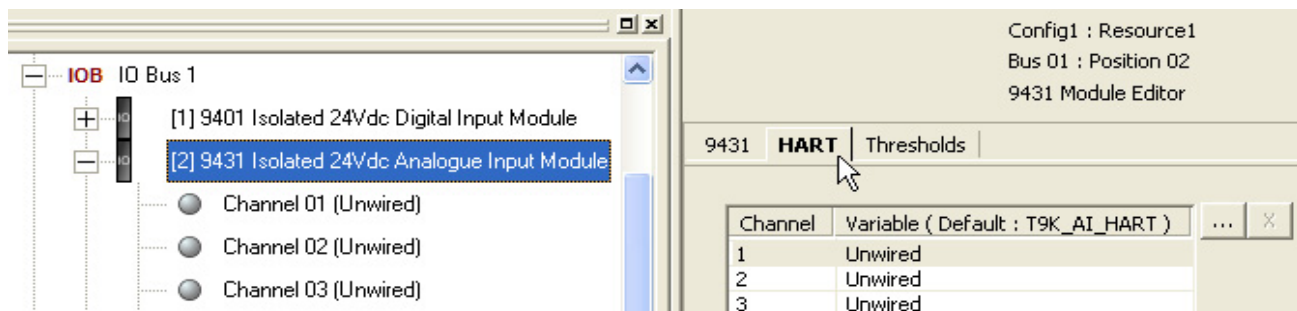 IOB IO Bus 1
[1] 9401 Isolated 24Vdc Digital Input Module
[2] 9431 Isolated 24Vdc Analogue Input Module
Channel 01 (Unwired)
Channel 02 (Unwired)
Channel 03 (Unwired)
Config1 : Resource1
Bus 01 : Position 02
9431 Module Editor
9431 HART Thresholds
Channel Variable ( Default : T9K_AI_HART ) ... X
1 Unwired
2 Unwired
3 Unwired